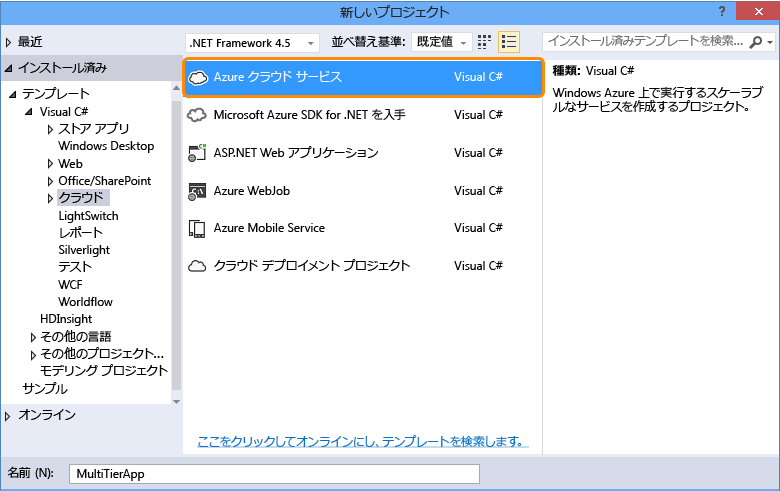 新しいプロジェクト
? ×
最近
.NET Framework 4.5 並べ替え基準: 既定値
インストール済みテンプレートを検索...
インストール済み
テンプレート
Visual C#
ストア アプリ
Windows Desktop
Web
Office/SharePoint
クラウド
LightSwitch
レポート
Silverlight
テスト
WCF
Worldflow
HDInsight
その他の言語
その他のプロジェクト...
モデリング プロジェクト
サンプル
オンライン
Azure クラウド サービス Visual C#
Microsoft Azure SDK for .NET を入手 Visual C#
ASP.NET Web アプリケーション Visual C#
Azure WebJob Visual C#
Azure Mobile Service Visual C#
クラウド デプロイメント プロジェクト Visual C#
ここをクリックしてオンラインにし、テンプレートを検索します。
種類: Visual C#
Windows Azure 上で実行するスケーラブ
ルなサービスを作成するプロジェクト。
名前 (N): MultiTierApp